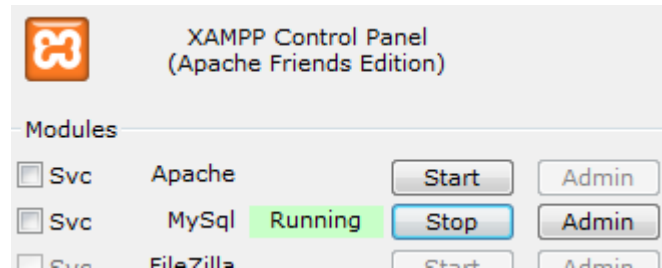 XAMPP Control Panel
(Apache Friends Edition)
Modules
Svc Apache Start Admin
Svc MySql Running Stop Admin
Svc FileZilla Start Admin